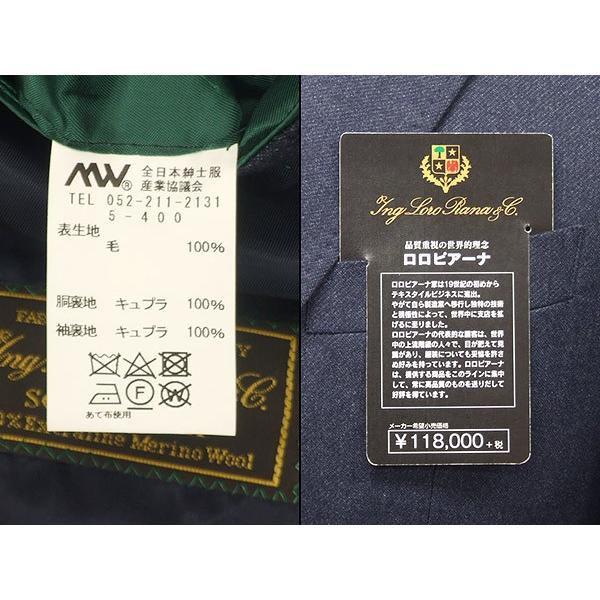 MW® 全日本紳士服
産業協議会
TEL 052-211-2131
5-400
表生地
毛 100%
胴裏地 キュプラ 100%
袖裏地 キュプラ 100%
F W
あて布使用
Ing
& C.
Merino Wool
Ing. Loro Piana & C.
品質重視の世界的理念
ロロピアーナ
ロロピアーナ家は19世紀の初めから
テキスタイルビジネスに進出。
やがて自ら製造業へ移行し独特の技術
と積極性によって、世界中に支店を拡
げるに至りました。
ロロピアーナの代表的な顧客は、世界
中の上流階級の人々で、目が肥えて見
識があり、服装についても妥協を許さ
ぬ好みを持っています。ロロピアーナ
は、提供する商品をこのラインに集中
して、常に高品質のものを送りだして
好評を得ています。
メーカー希望小売価格
¥118,000+税